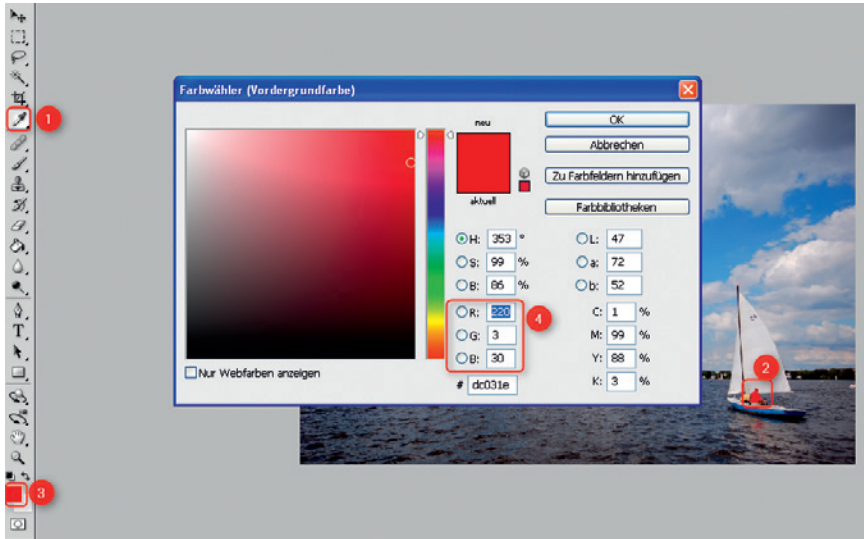 Farbwähler (Vordergrundfarbe)
1
neu
OK
Abbrechen
Zu Farbfeldern hinzufügen
aktuell
Farbbibliotheken
H: 353 ° L: 47
S: 99 % a: 72
B: 86 % b: 52
R: 220 C: 1 %
4
G: 3 M: 99 %
B: 30 Y: 88 %
Nur Webfarben anzeigen
# dc031e K: 3 %
2
T
3